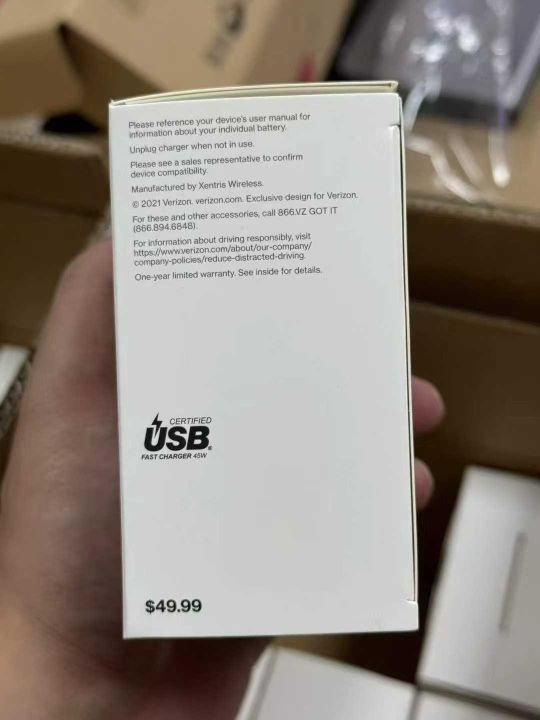 Please reference your device's user manual for
information about your individual battery.
Unplug charger when not in use.
Please see a sales representative to confirm
device compatibility.
Manufactured by Xentris Wireless.
© 2021 Verizon. verizon.com. Exclusive design for Verizon.
For these and other accessories, call 866.VZ GOT IT
(866.894.6848).
For information about driving responsibly, visit
https://www.verizon.com/about/our-company/
company-policies/reduce-distracted-driving.
One-year limited warranty. See inside for details.
CERTIFIED
USB®
FAST CHARGER 45W
$49.99